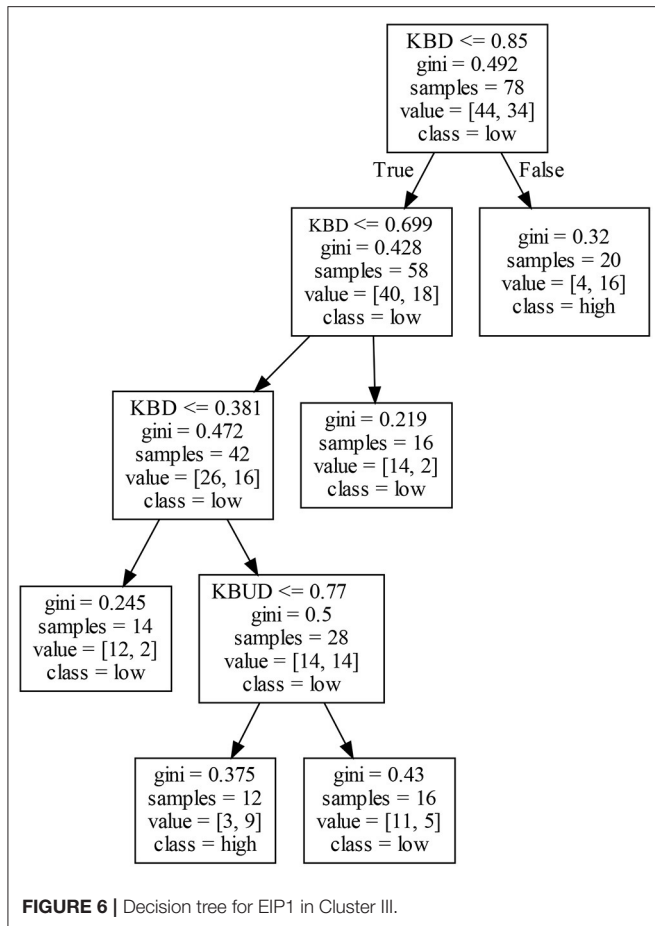 KBD <= 0.85
gini = 0.492
samples = 78
value = [44, 34]
class = low
True
False
KBD <= 0.699
gini = 0.428
samples = 58
value = [40, 18]
class = low
gini = 0.32
samples = 20
value = [4, 16]
class = high
KBD <= 0.381
gini = 0.472
samples = 42
value = [26, 16]
class = low
gini = 0.219
samples = 16
value = [14, 2]
class = low
gini = 0.245
samples = 14
value = [12, 2]
class = low
KBUD <= 0.77
gini = 0.5
samples = 28
value = [14, 14]
class = low
gini = 0.375
samples = 12
value = [3, 9]
class = high
gini = 0.43
samples = 16
value = [11, 5]
class = low
FIGURE 6 | Decision tree for EIP1 in Cluster III.